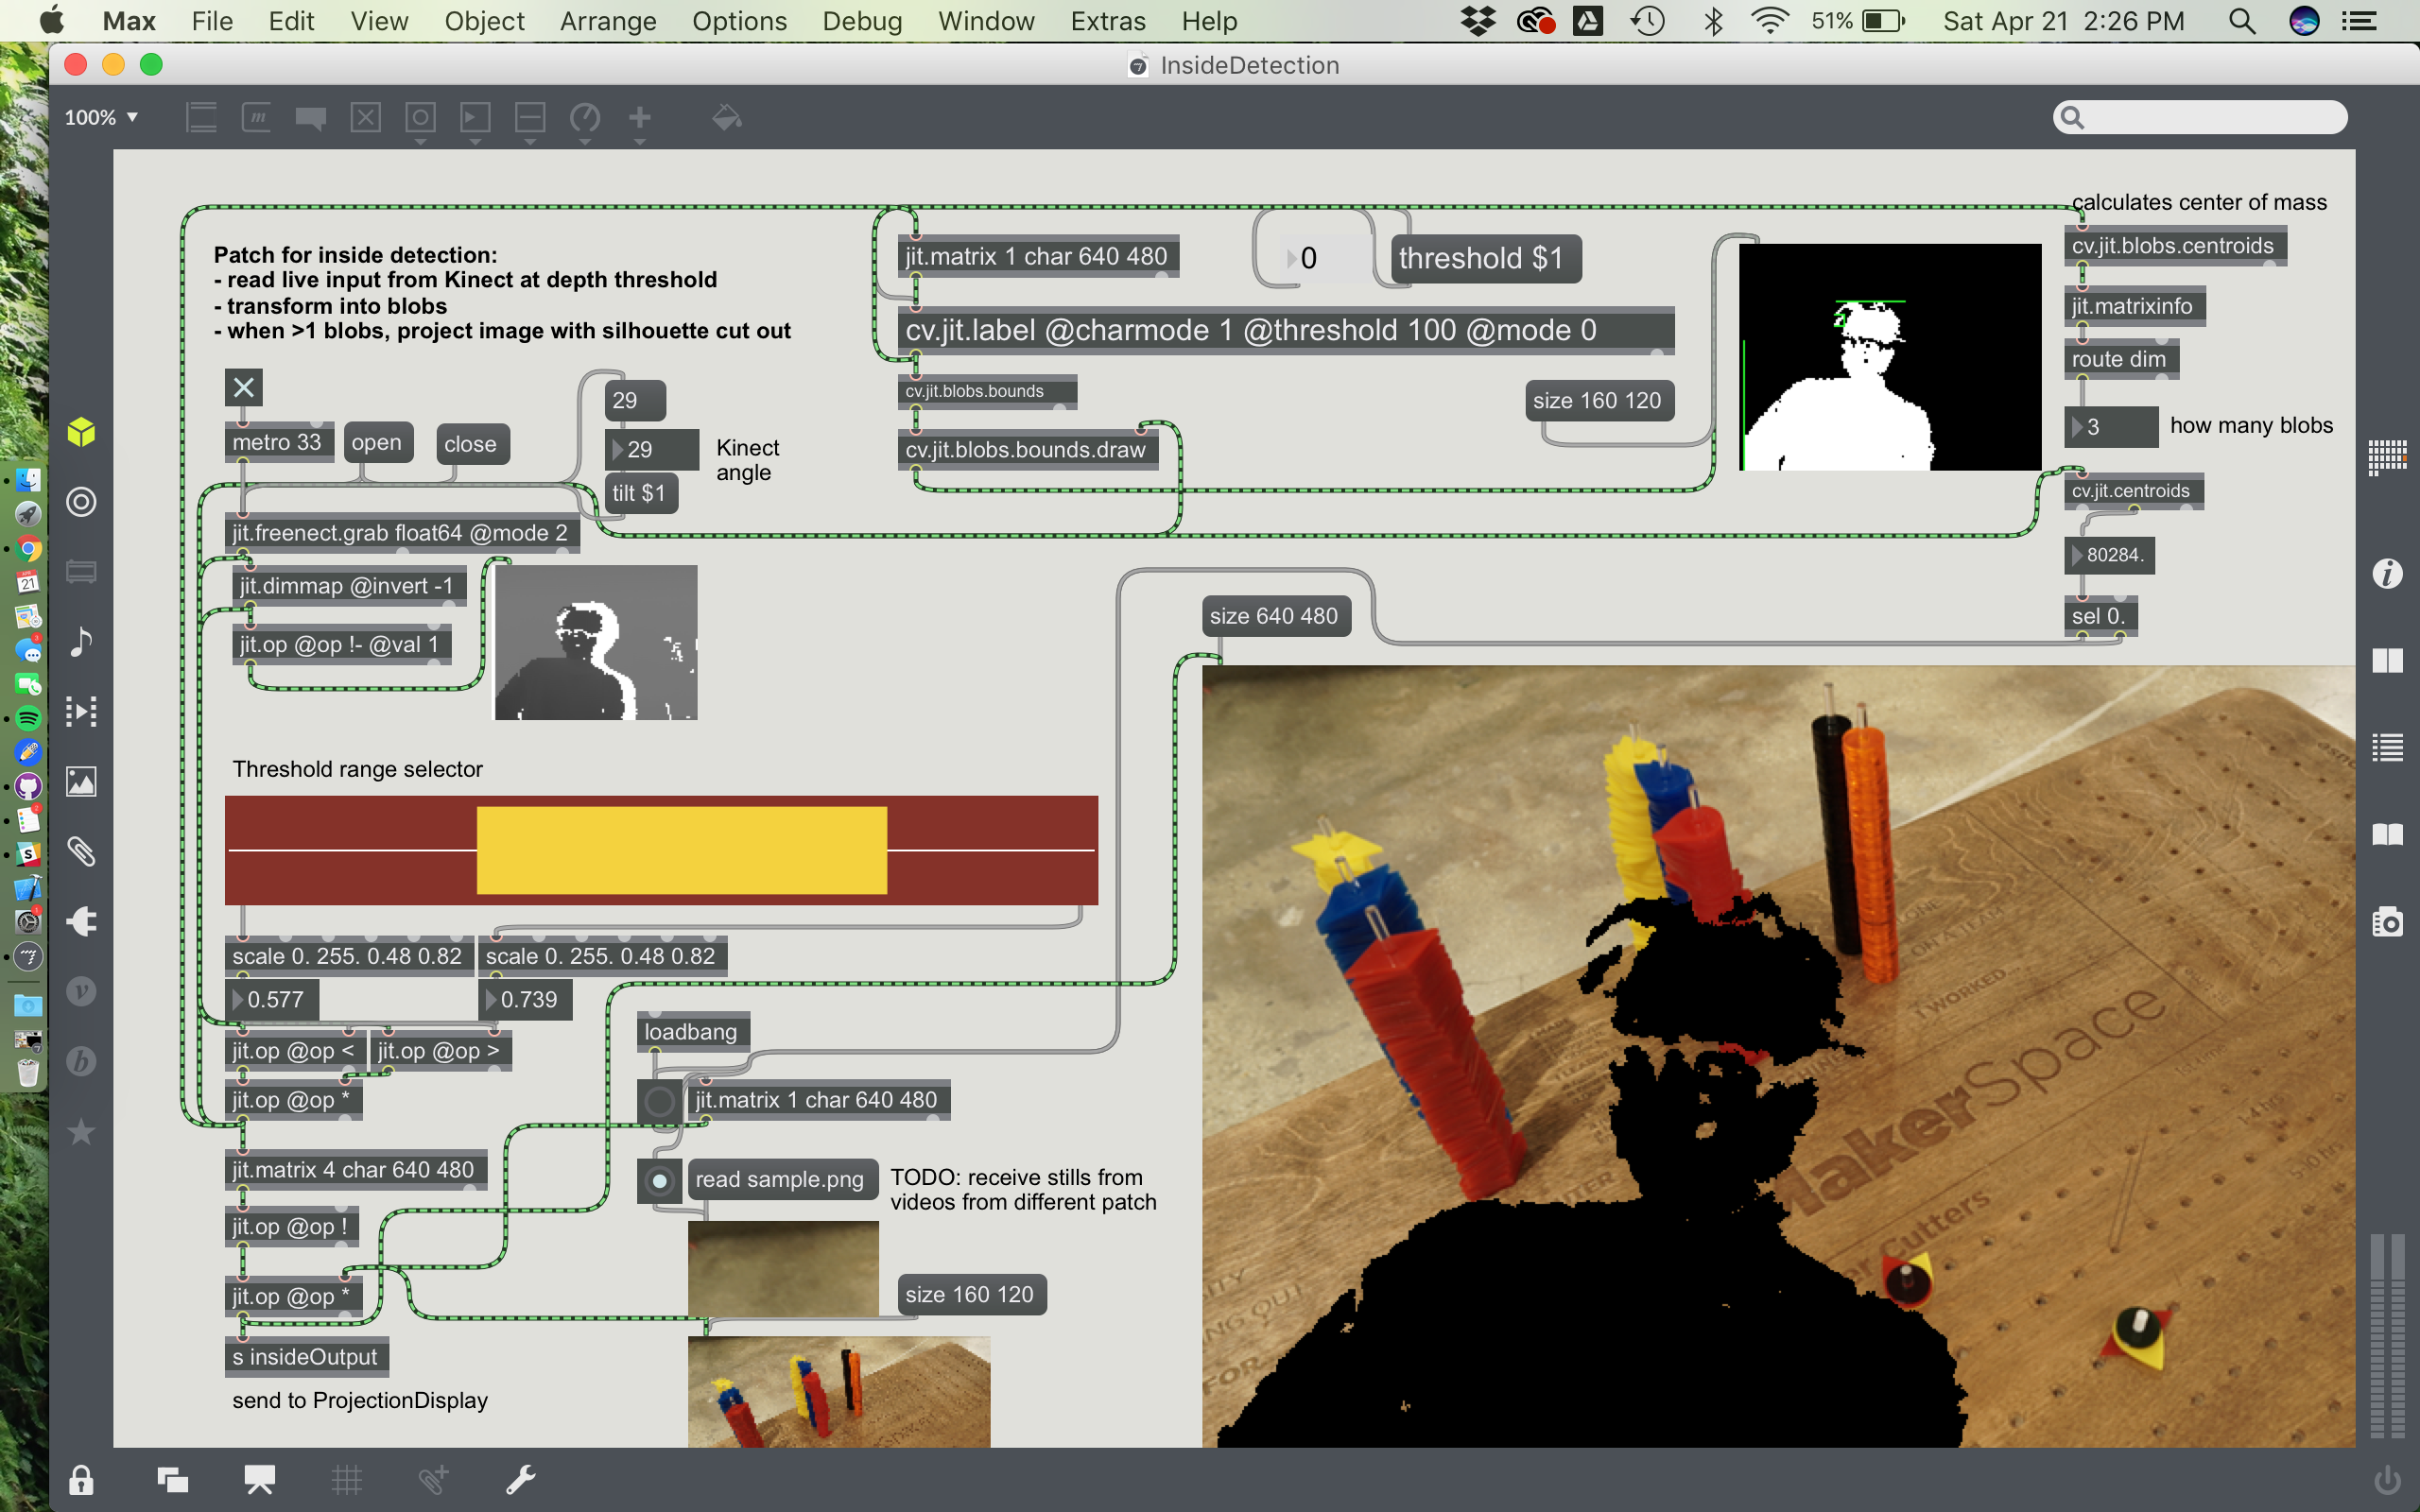 Max File Edit View Object Arrange Options Debug Window Extras Help 51% Sat Apr 21 2:26 PM
InsideDetection
100%
calculates center of mass
Patch for inside detection:
- read live input from Kinect at depth threshold
- transform into blobs
- when >1 blobs, project image with silhouette cut out
jit.matrix 1 char 640 480
0
threshold $1
cv.jit.label @charmode 1 @threshold 100 @mode 0
cv.jit.blobs.bounds
cv.jit.blobs.bounds.draw
size 160 120
cv.jit.blobs.centroids
jit.matrixinfo
route dim
3
how many blobs
cv.jit.centroids
80284.
sel 0.
metro 33
open
close
29
29
tilt $1
Kinect
angle
jit.freenect.grab float64 @mode 2
jit.dimmap @invert -1
jit.op @op !- @val 1
size 640 480
Threshold range selector
scale 0. 255. 0.48 0.82
scale 0. 255. 0.48 0.82
0.577
0.739
jit.op @op <
jit.op @op >
jit.op @op *
loadbang
jit.matrix 1 char 640 480
jit.matrix 4 char 640 480
read sample.png
TODO: receive stills from
videos from different patch
jit.op @op !
jit.op @op *
size 160 120
s insideOutput
send to ProjectionDisplay
MakerSpace
Cutters
TWORKED
ON A TEAM
FOR